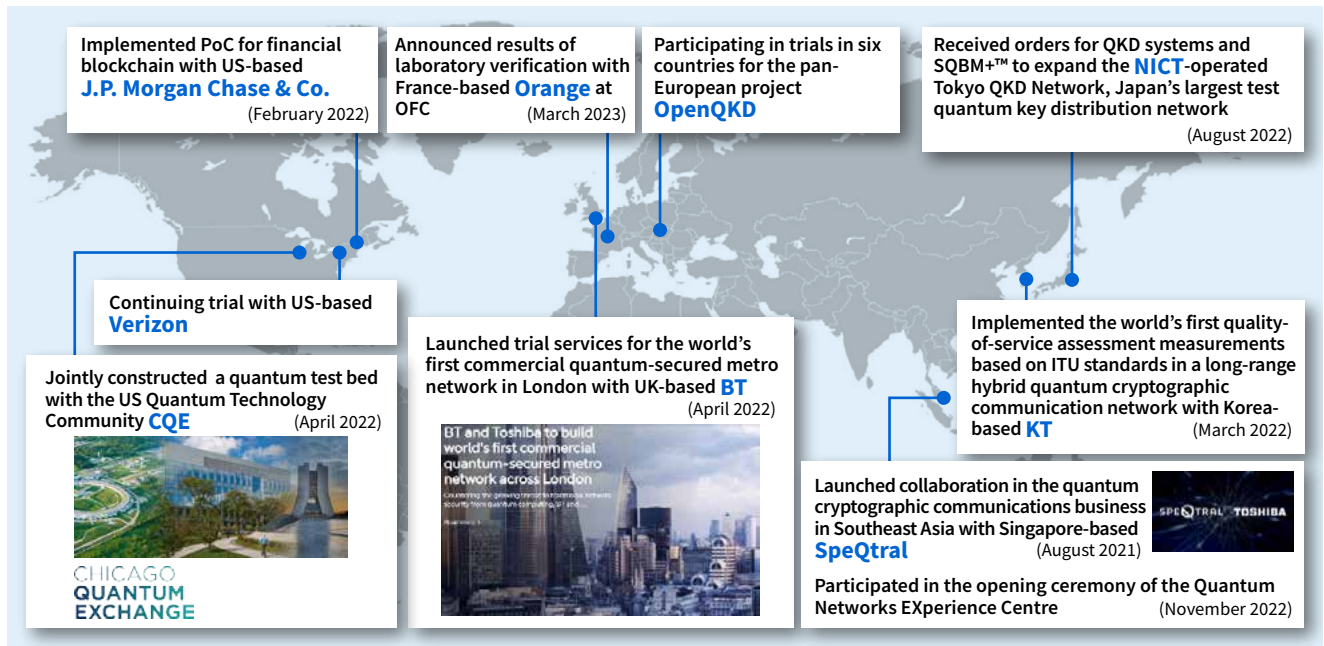 Implemented PoC for financial
blockchain with US-based
J.P. Morgan Chase & Co.
(February 2022)
Announced results of
laboratory verification with
France-based Orange at
OFC (March 2023)
Participating in trials in six
countries for the pan-
European project
OpenQKD
Received orders for QKD systems and
SQBM+™ to expand the NICT-operated
Tokyo QKD Network, Japan’s largest test
quantum key distribution network
(August 2022)
Continuing trial with US-based
Verizon
Jointly constructed a quantum test bed
with the US Quantum Technology
Community CQE (April 2022)
CHICAGO
QUANTUM
EXCHANGE
Launched trial services for the world’s
first commercial quantum-secured metro
network in London with UK-based BT
(April 2022)
BT and Toshiba to build
world's first commercial
quantum-secured metro
network across London
Implemented the world’s first quality-
of-service assessment measurements
based on ITU standards in a long-range
hybrid quantum cryptographic
communication network with Korea-
based KT (March 2022)
Launched collaboration in the quantum
cryptographic communications business
in Southeast Asia with Singapore-based
SpeQtral (August 2021)
SPEQTRAL TOSHIBA
Participated in the opening ceremony of the Quantum
Networks EXperience Centre (November 2022)